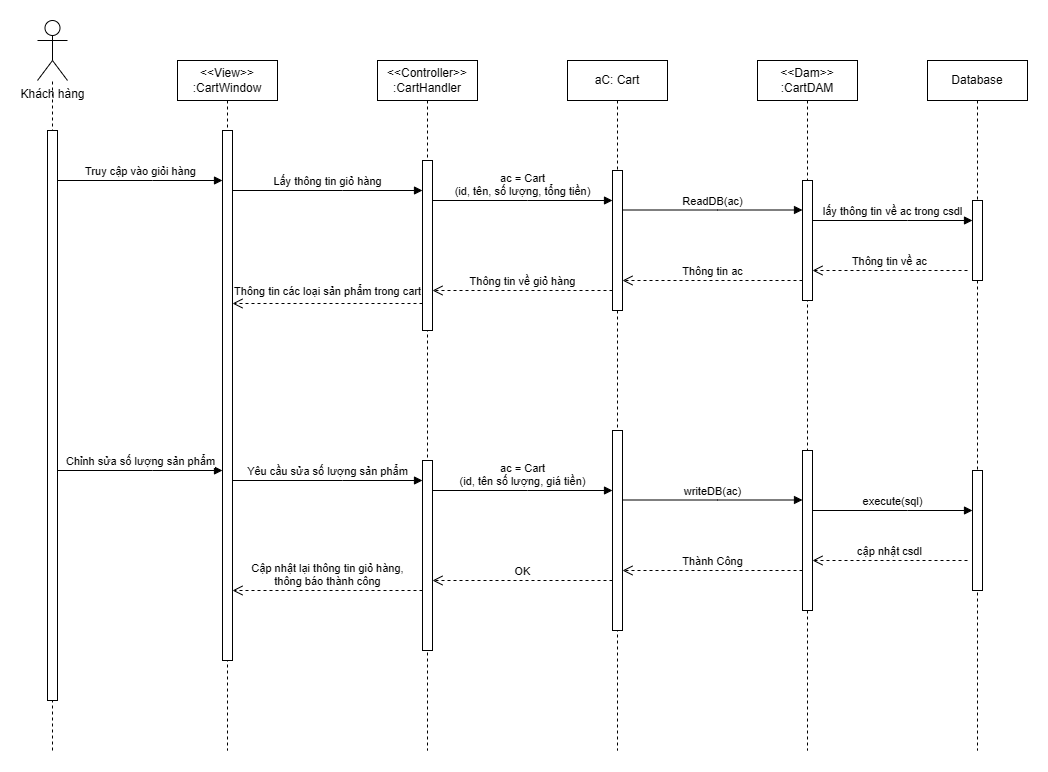 Khách hàng
<<View>>
:CartWindow
<<Controller>>
:CartHandler
aC: Cart
<<Dam>>
:CartDAM
Database
Truy cập vào giỏi hàng
Lấy thông tin giỏ hàng
ac = Cart
(id, tên, số lượng, tổng tiền)
ReadDB(ac)
lấy thông tin về ac trong csdl
Thông tin về ac
Thông tin ac
Thông tin về giỏ hàng
Thông tin các loại sản phẩm trong cart
Chỉnh sửa số lượng sản phẩm
Yêu cầu sửa số lượng sản phẩm
ac = Cart
(id, tên số lượng, giá tiền)
writeDB(ac)
execute(sql)
cập nhật csdl
Thành Công
OK
Cập nhật lại thông tin giỏ hàng,
thông báo thành công